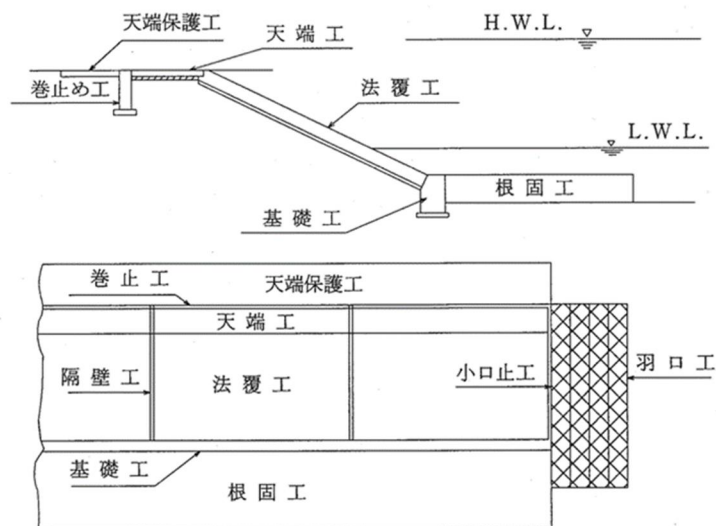 天端保護工
天 端 工
H.W.L.
巻止め工
法 覆 工
L.W.L.
根 固 工
基 礎 工
巻 止 工
天端保護工
天 端 工
隔 壁 工
法 覆 工
小口止工
羽 口 工
基 礎 工
根 固 工